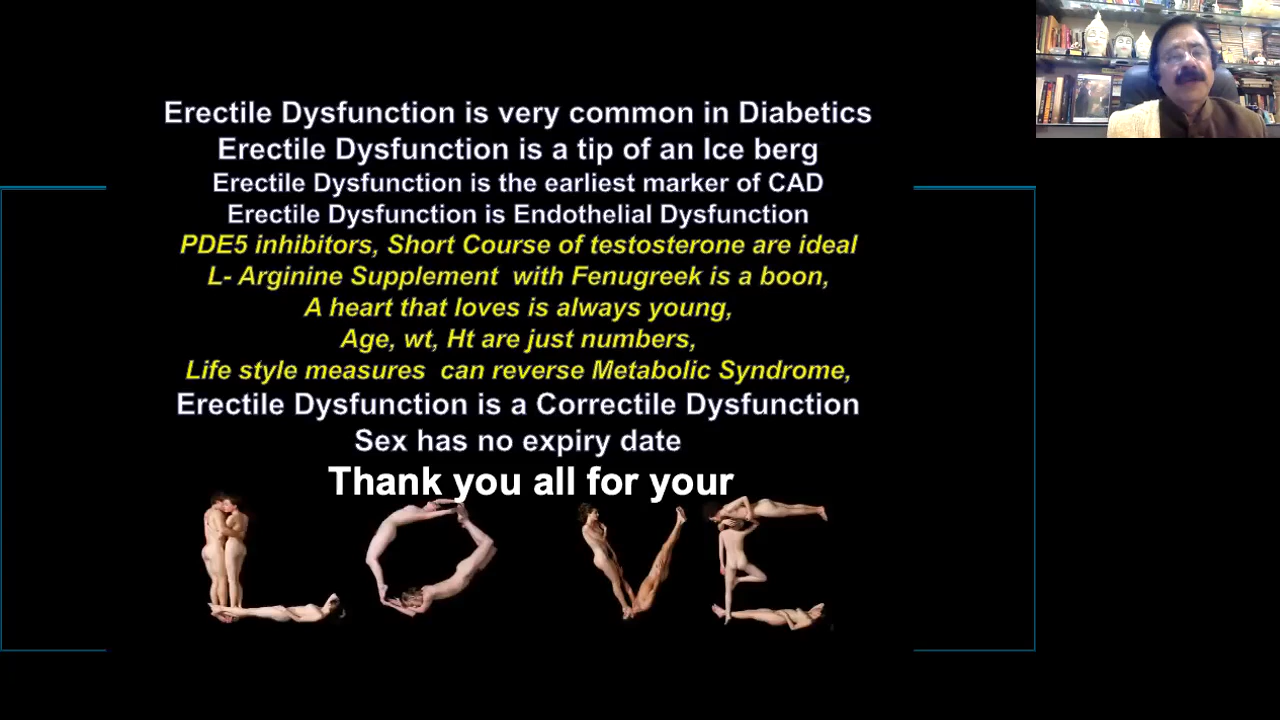 Erectile Dysfunction is very common in Diabetics
Erectile Dysfunction is a tip of an Ice berg
Erectile Dysfunction is the earliest marker of CAD
Erectile Dysfunction is Endothelial Dysfunction
PDE5 inhibitors, Short Course of testosterone are ideal
L- Arginine Supplement with Fenugreek is a boon,
A heart that loves is always young,
Age, wt, Ht are just numbers,
Life style measures can reverse Metabolic Syndrome,
Erectile Dysfunction is a Correctile Dysfunction
Sex has no expiry date
Thank you all for your
LOVE